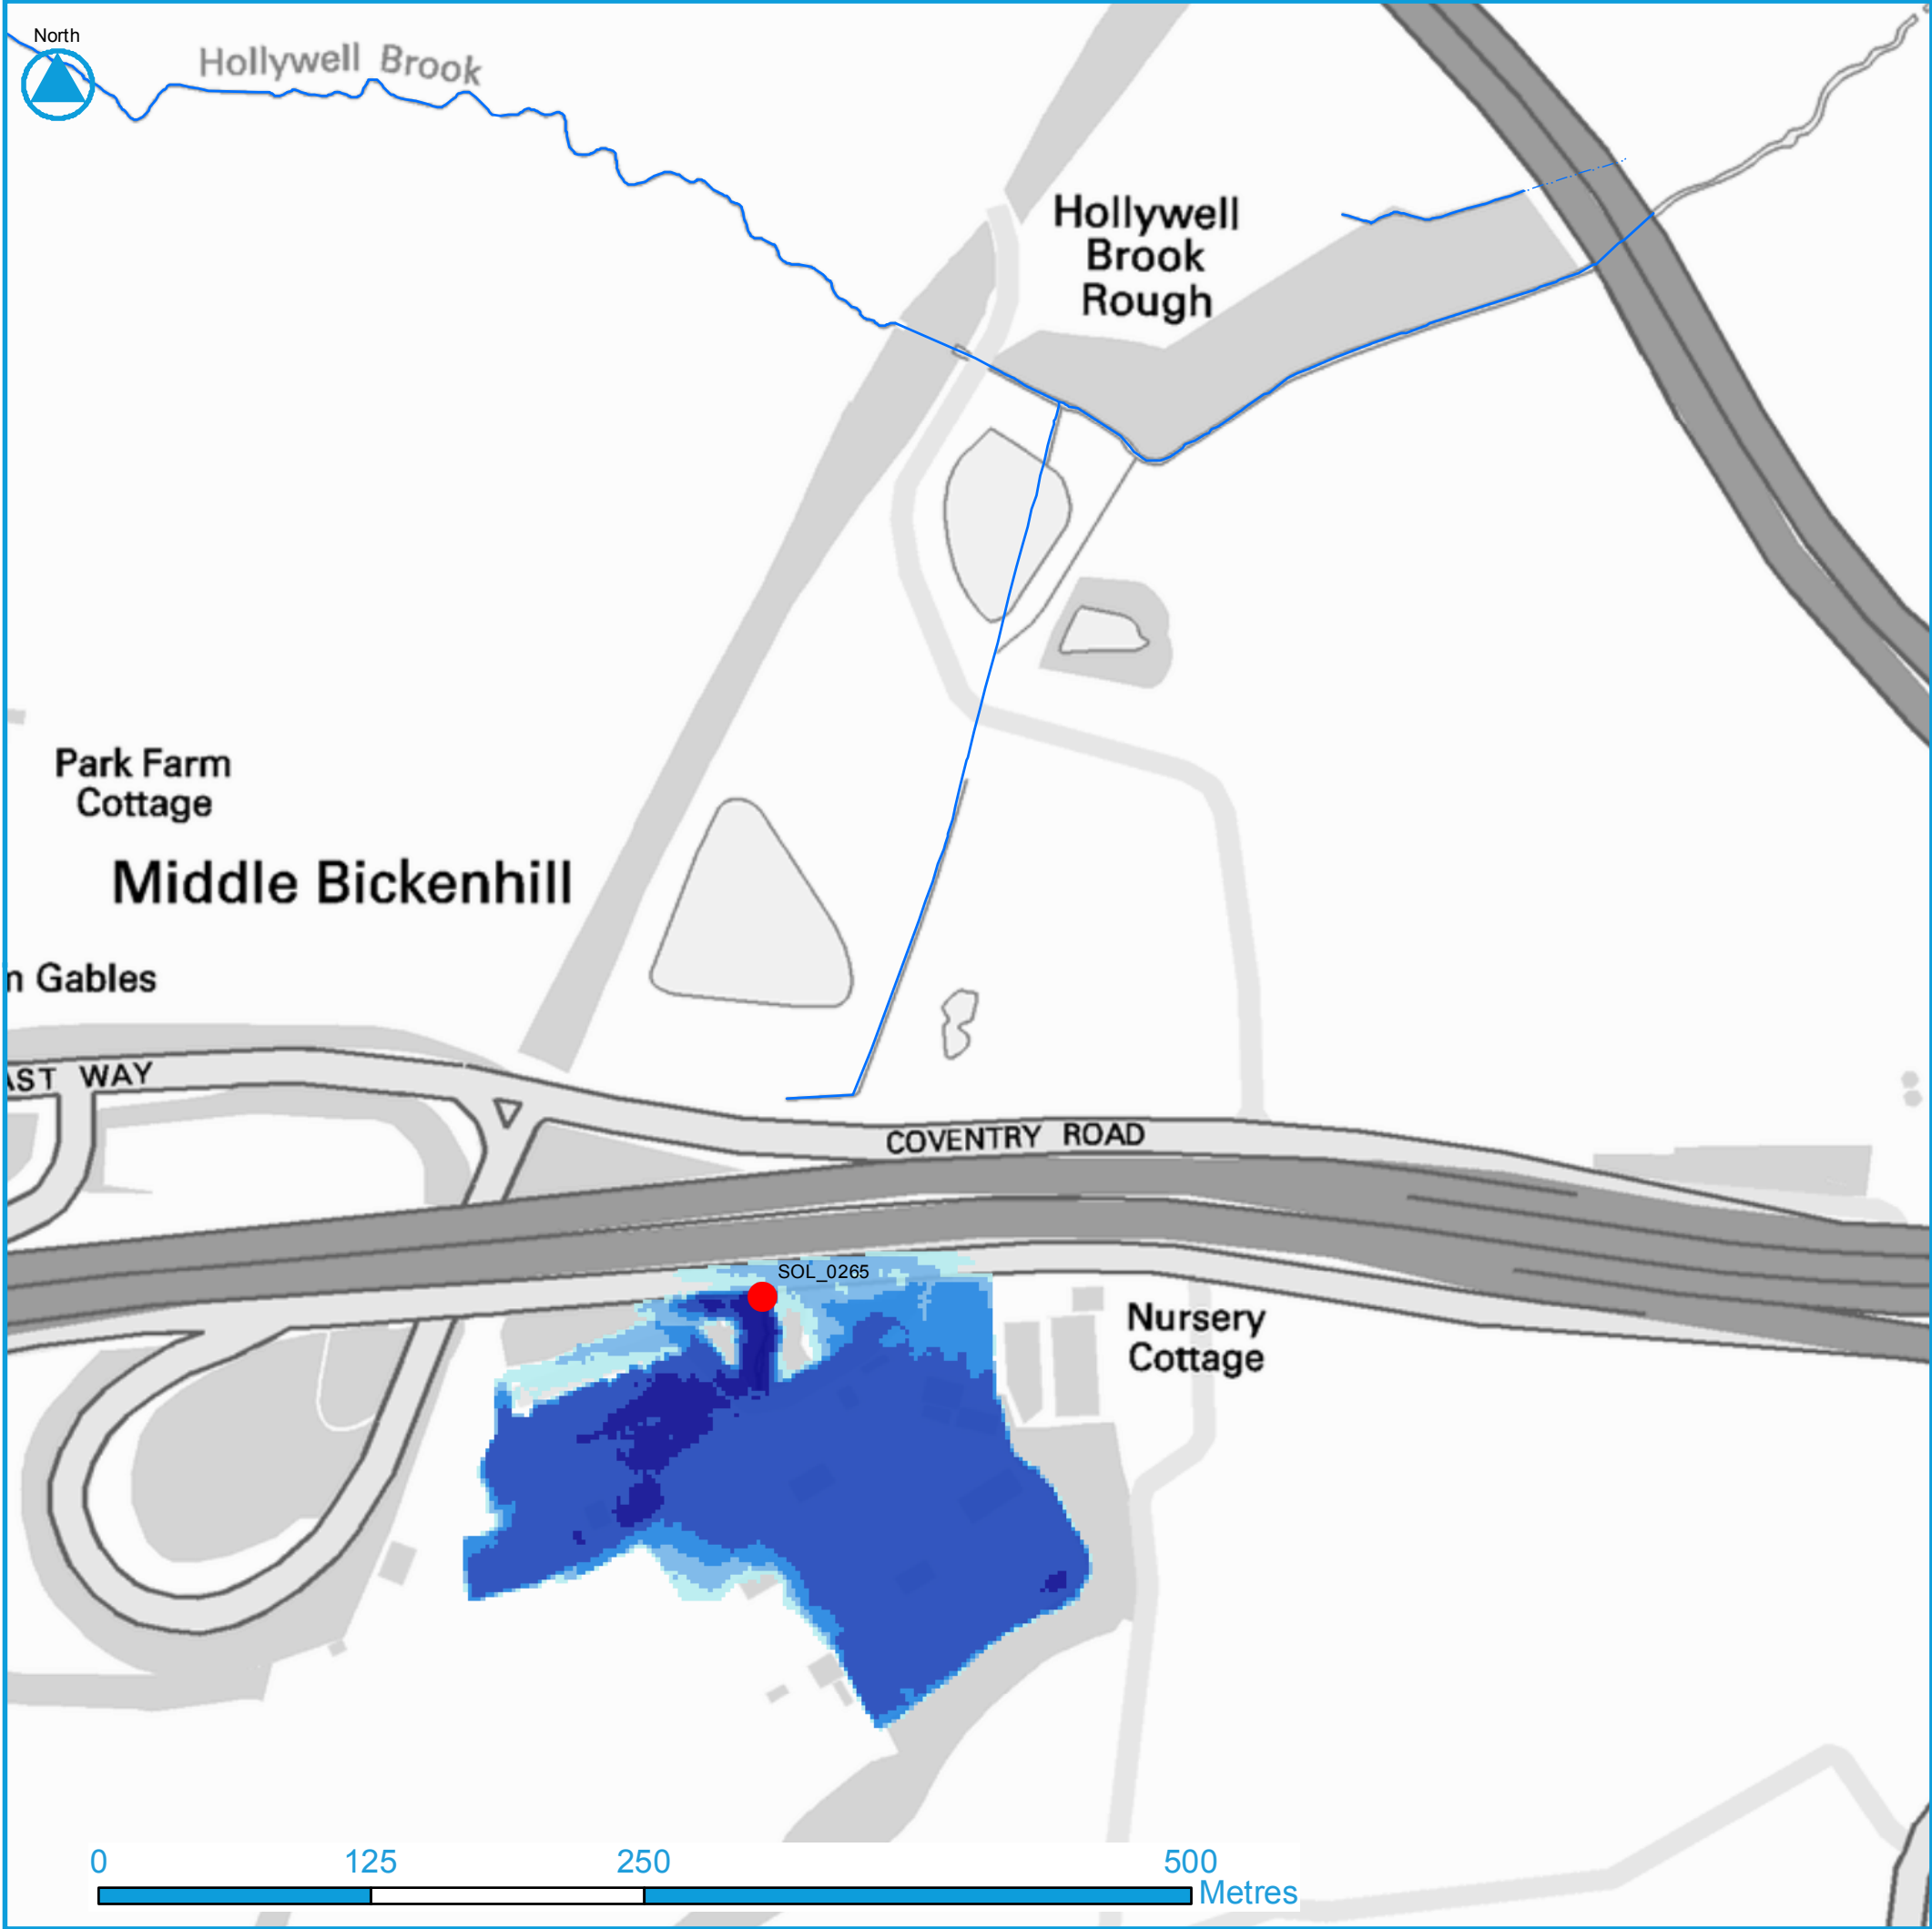 North
Hollywell Brook
Hollywell
Brook
Rough
Park Farm
Cottage
Middle Bickenhill
Gables
WAY
COVENTRY ROAD
SOL_0265
Nursery
Cottage
0 125 250 500
Metres